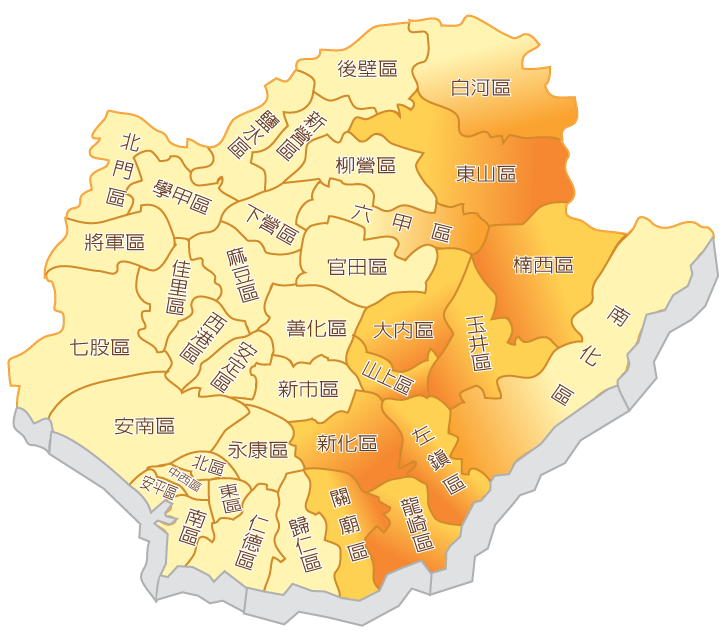 後壁區
白河區
鹽水區
新營區
北門區
柳營區
東山區
學甲區
下營區
六甲區
將軍區
佳里區
麻豆區
官田區
楠西區
南化區
七股區
西港區
安定區
善化區
大內區
玉井區
山上區
新市區
安南區
永康區
新化區
左鎮區
北區
中西區
安平區
東區
南區
仁德區
歸仁區
關廟區
龍崎區